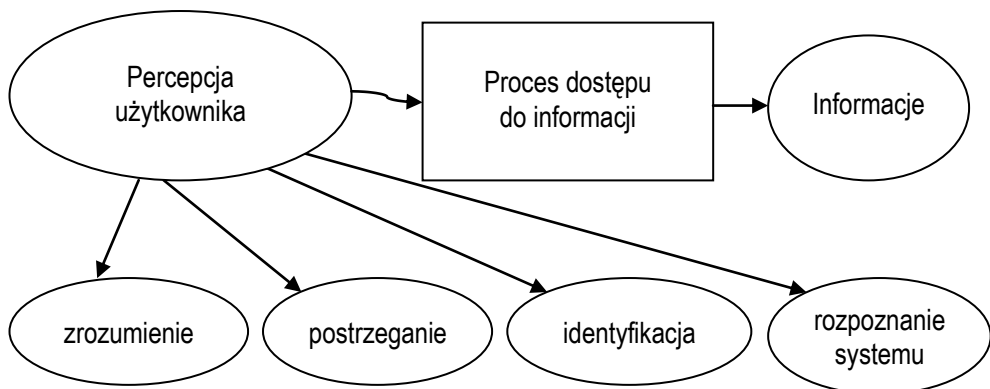 Percepcja
użytkownika
Proces dostępu
do informacji
Informacje
zrozumienie
postrzeganie
identyfikacja
rozpoznanie
systemu